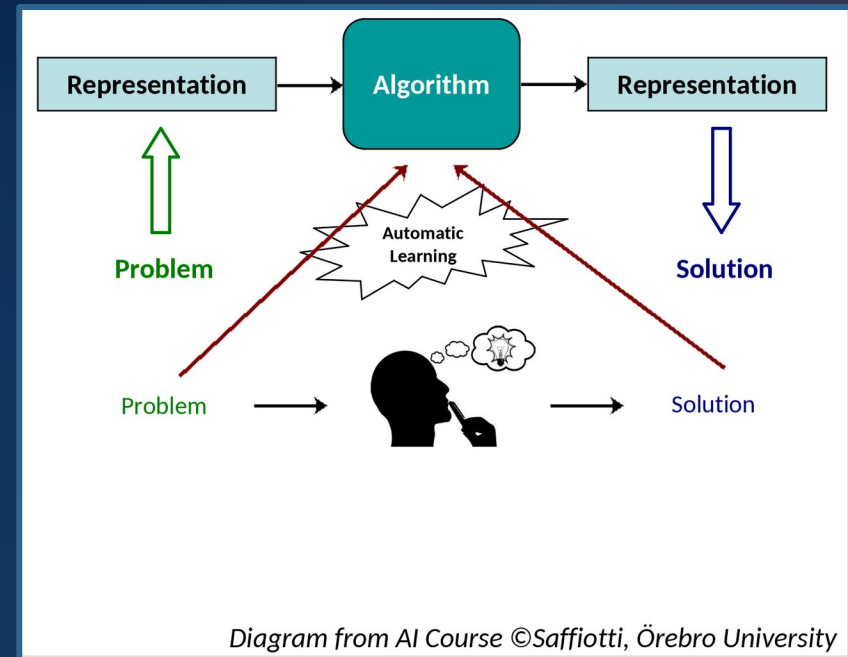 Representation
Algorithm
Representation
Automatic
Learning
Problem
Solution
Problem
Solution
Diagram from AI Course ©Saffiotti, Örebro University